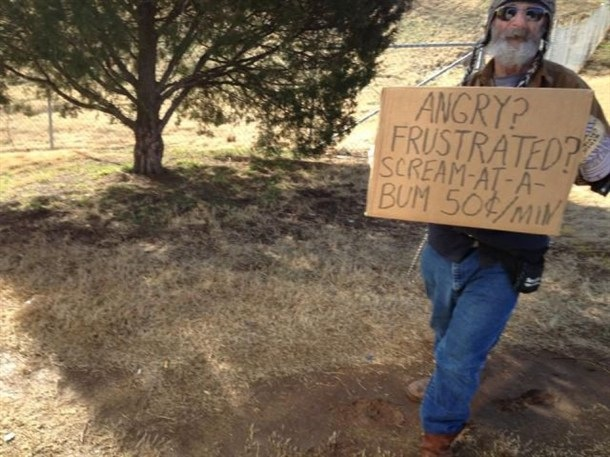 ANGRY?
FRUSTRATED?
SCREAM-AT-A-
BUM 50¢/MIN